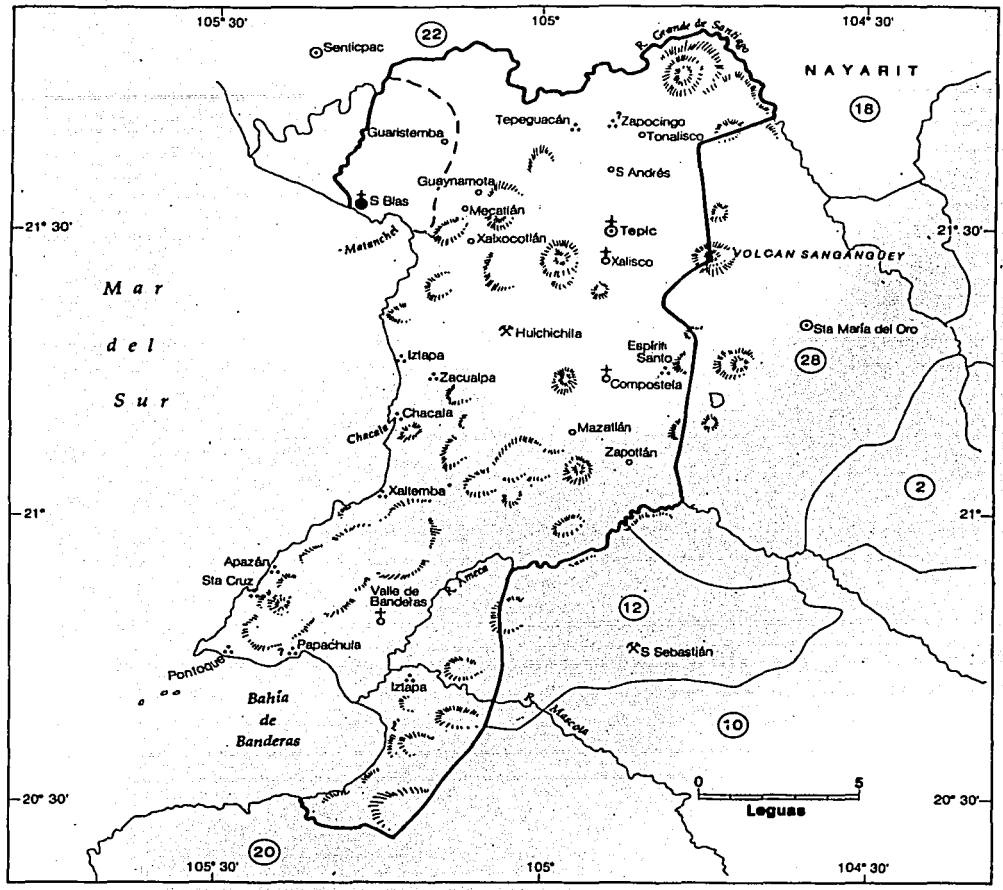 105° 30'
105°
104° 30'
22
Senticpac
R. Grande de Santiago
NAYARIT
18
Guaristemba
Tepeguacán
?Zapocingo
Tonalisco
Guaynamota
S Andrés
S Blas
Mecatlán
21° 30'
Matanchel
Xalxocotlán
Tepic
21° 30'
Xalisco
VOLCAN SANGANGUEY
Mar
del
Sur
Huichichila
Sta María del Oro
Iztapa
Espírit
Santo
28
Zacualpa
Compostela
Chacala
Chacala
Mazatlán
Zapotlán
2
Xaltemba
21°
21°
Apazán
Sta Cruz
Valle de
Banderas
R. Ameca
12
Papachula
S Sebastián
Pontoque
Iztapa
Bahía
de
Banderas
R. Mascota
10
0 5
Leguas
20° 30'
20° 30'
20
105° 30'
105°
104° 30'